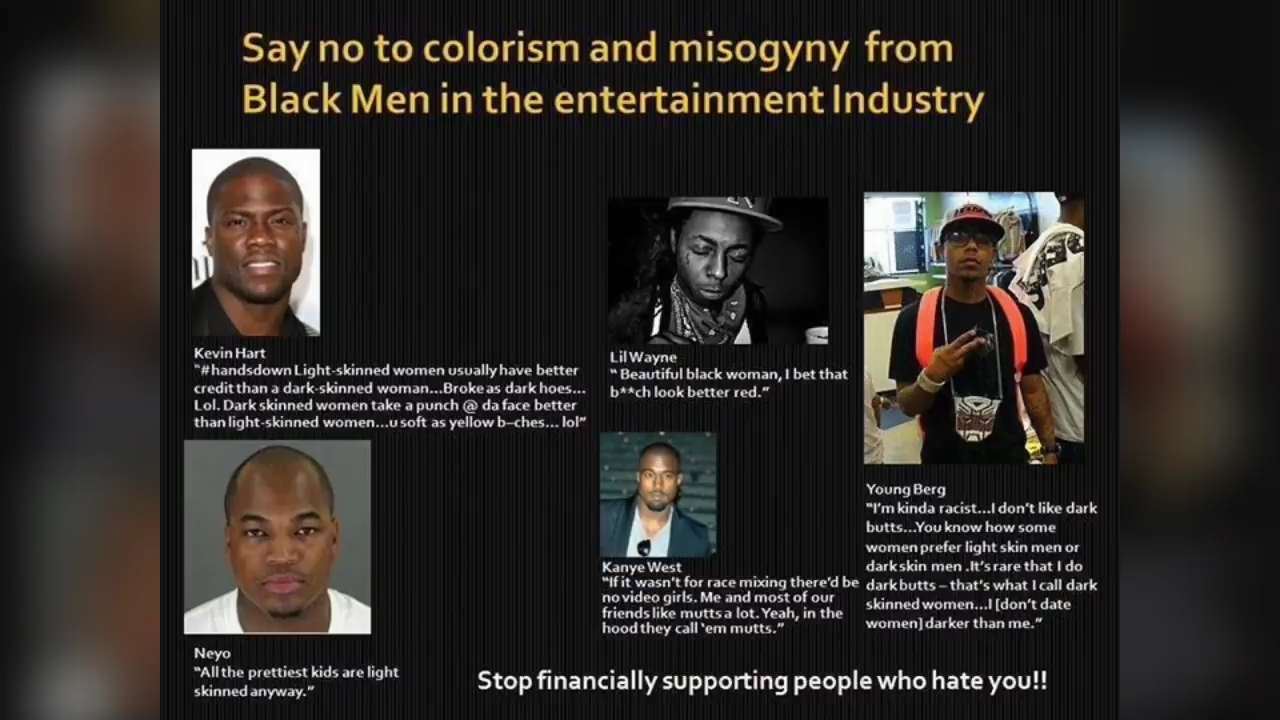 Say no to colorism and misogyny from
Black Men in the entertainment Industry
Kevin Hart
"#handsdown Light-skinned women usually have better
credit than a dark-skinned woman...Broke as dark hoes...
Lol. Dark skinned women take a punch @ da face better
than light-skinned women...u soft as yellow b–ches... lol"
Neyo
"All the prettiest kids are light
skinned anyway."
Lil Wayne
" Beautiful black woman, I bet that
b**ch look better red."
Kanye West
"If it wasn't for race mixing there'd be
no video girls. Me and most of our
friends like mutts a lot. Yeah, in the
hood they call 'em mutts."
Young Berg
"I'm kinda racist...I don't like dark
butts...You know how some
women prefer light skin men or
dark skin men .It's rare that I do
dark butts – that's what I call dark
skinned women...I [don't date
women] darker than me."
Stop financially supporting people who hate you!!